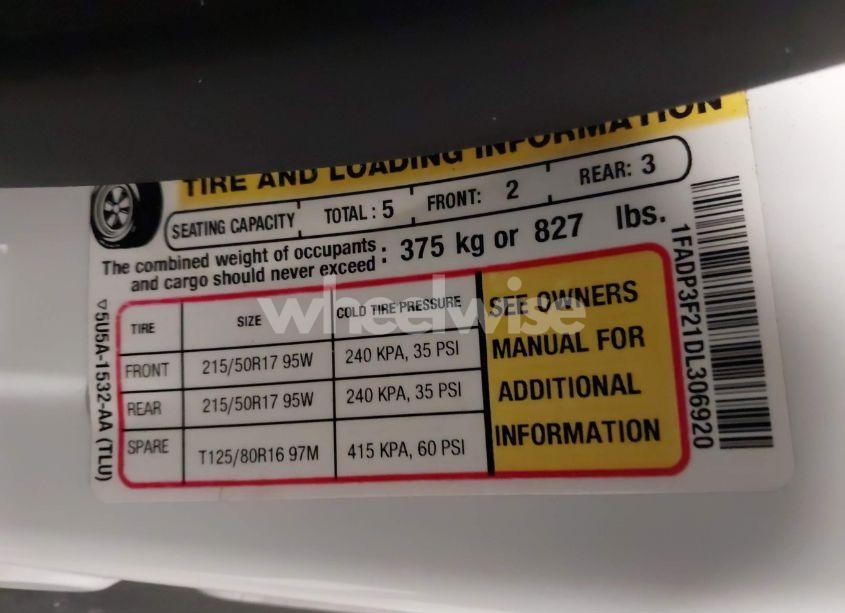 TIRE AND LOADING INFORMATION
SEATING CAPACITY TOTAL : 5 FRONT: 2 REAR: 3
The combined weight of occupants and cargo should never exceed : 375 kg or 827 lbs.
TIRE SIZE COLD TIRE PRESSURE
FRONT 215/50R17 95W 240 KPA, 35 PSI
REAR 215/50R17 95W 240 KPA, 35 PSI
SPARE T125/80R16 97M 415 KPA, 60 PSI
SEE OWNERS
MANUAL FOR
ADDITIONAL
INFORMATION
5U5A-1532-AA (TLU)
1FADP3F21DL306920
wheelwise